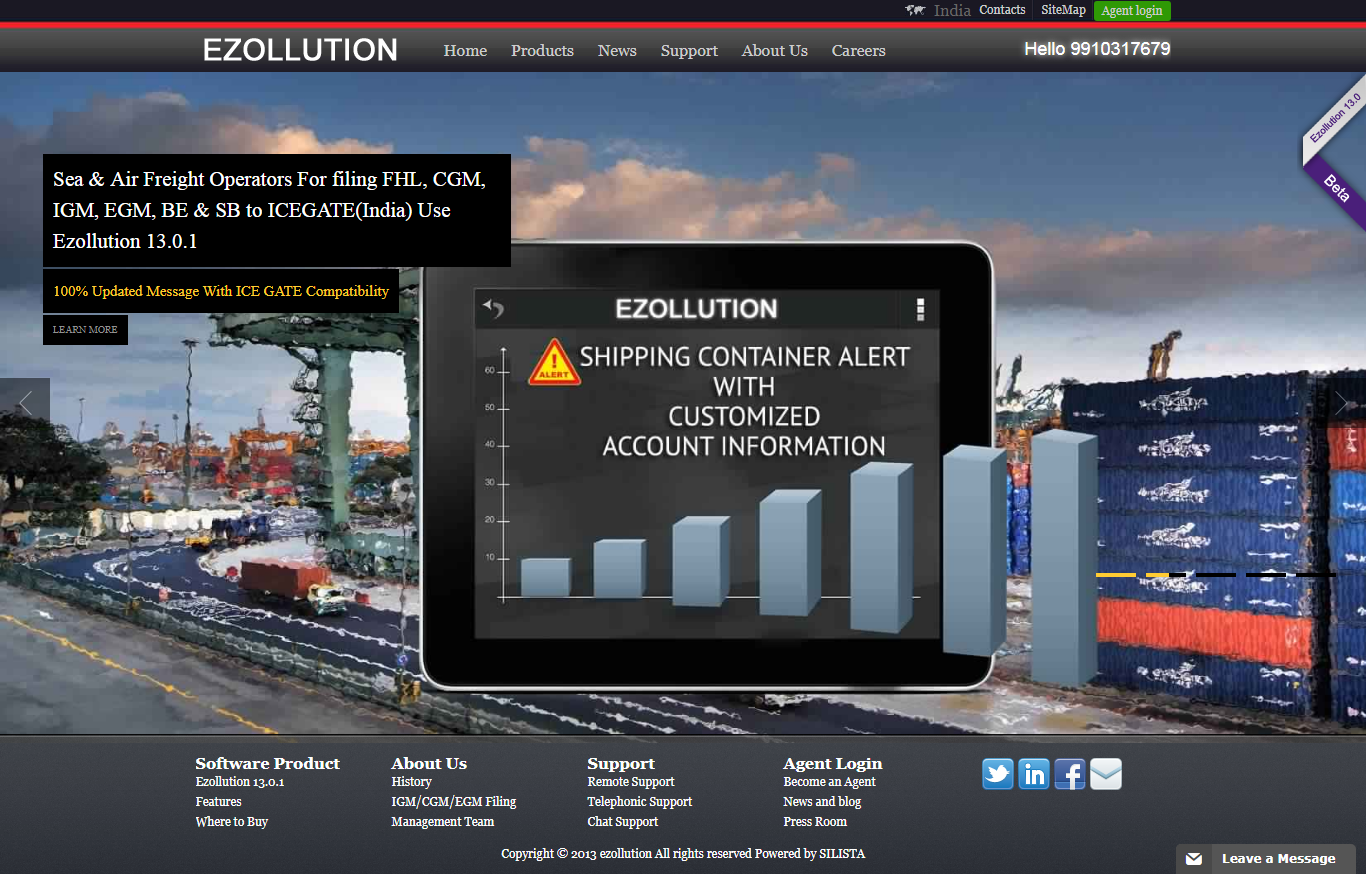 India Contacts SiteMap Agent login
EZOLLUTION Home Products News Support About Us Careers Hello 9910317679
Ezollution 13.0
Beta
Sea & Air Freight Operators For filing FHL, CGM,
IGM, EGM, BE & SB to ICEGATE(India) Use
Ezollution 13.0.1
100% Updated Message With ICE GATE Compatibility
LEARN MORE
EZOLLUTION
ALERT
SHIPPING CONTAINER ALERT
WITH
CUSTOMIZED
ACCOUNT INFORMATION
60
50
40
30
20
10
Software Product About Us Support Agent Login
Ezollution 13.0.1 History Remote Support Become an Agent
Features IGM/CGM/EGM Filing Telephonic Support News and blog
Where to Buy Management Team Chat Support Press Room
Copyright © 2013 ezollution All rights reserved Powered by SILISTA
Leave a Message